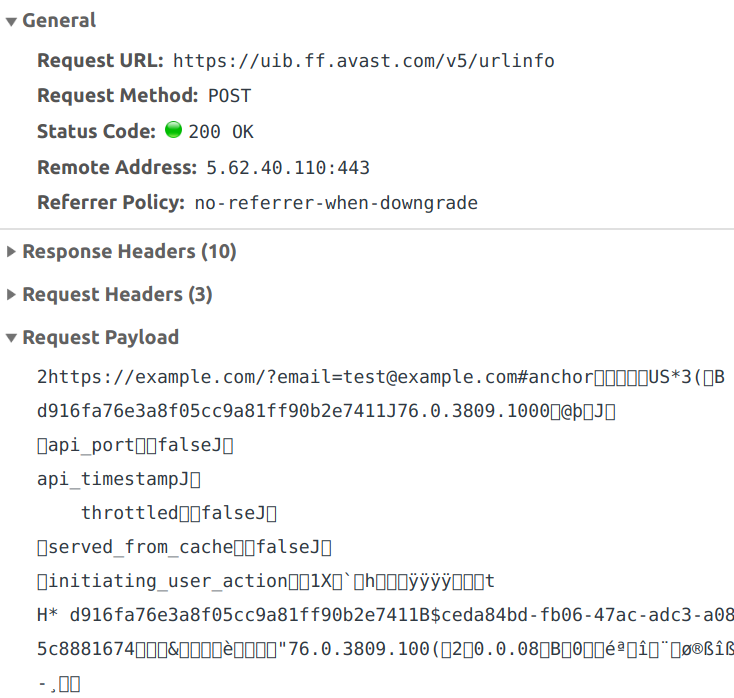 General
Request URL: https://uib.ff.avast.com/v5/urlinfo
Request Method: POST
Status Code: 200 OK
Remote Address: 5.62.40.110:443
Referrer Policy: no-referrer-when-downgrade
Response Headers (10)
Request Headers (3)
Request Payload
2https://example.com/?email=test@example.com#anchor▯▯▯▯▯US*3(▯B
d916fa76e3a8f05cc9a81ff90b2e7411J76.0.3809.1000▯@þ▯J▯
▯api_port▯▯falseJ▯
api_timestampJ▯
throttled▯▯falseJ▯
▯served_from_cache▯▯falseJ▯
▯initiating_user_action▯▯1X▯`▯h▯▯▯ÿÿÿÿ▯▯▯t
H* d916fa76e3a8f05cc9a81ff90b2e7411B$ceda84bd-fb06-47ac-adc3-a08
5c8881674▯▯▯&▯▯▯▯è▯▯▯▯"76.0.3809.100(▯2▯0.0.08▯B▯0▯▯éª▯î▯¨▯ø®ßîß
-¸▯▯